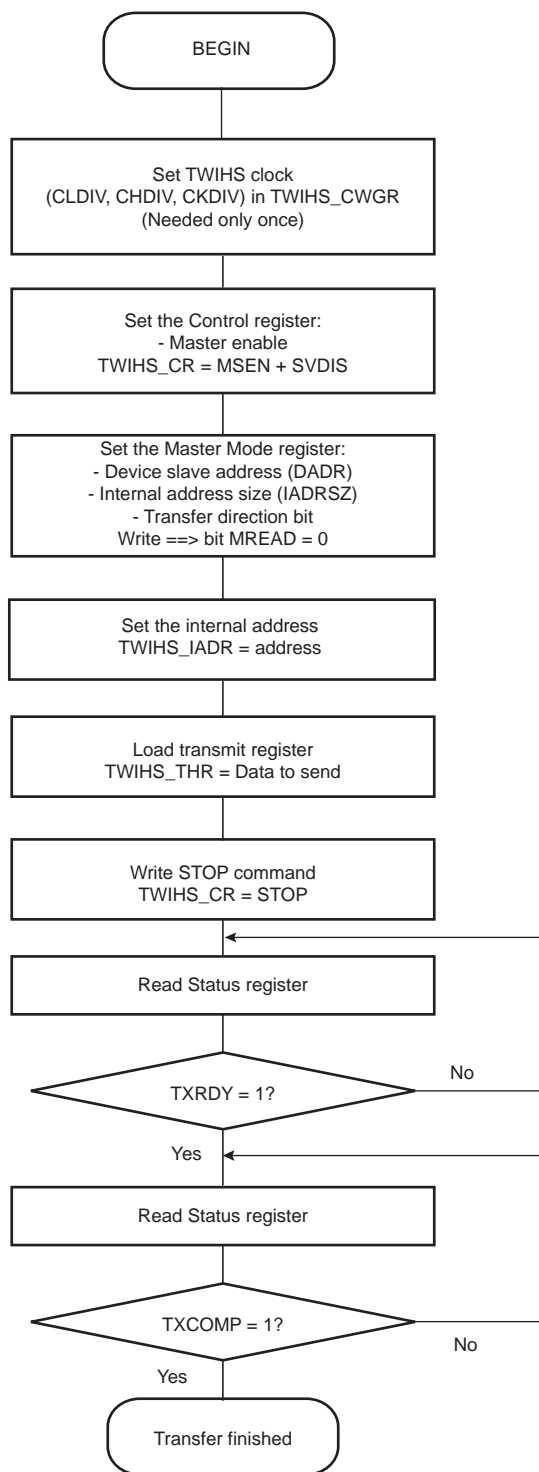 BEGIN
Set TWIHS clock
(CLDIV, CHDIV, CKDIV) in TWIHS_CWGR
(Needed only once)
Set the Control register:
- Master enable
TWIHS_CR = MSEN + SVDIS
Set the Master Mode register:
- Device slave address (DADR)
- Internal address size (IADRSZ)
- Transfer direction bit
Write ==> bit MREAD = 0
Set the internal address
TWIHS_IADR = address
Load transmit register
TWIHS_THR = Data to send
Write STOP command
TWIHS_CR = STOP
Read Status register
TXRDY = 1?
No
Yes
Read Status register
TXCOMP = 1?
No
Yes
Transfer finished